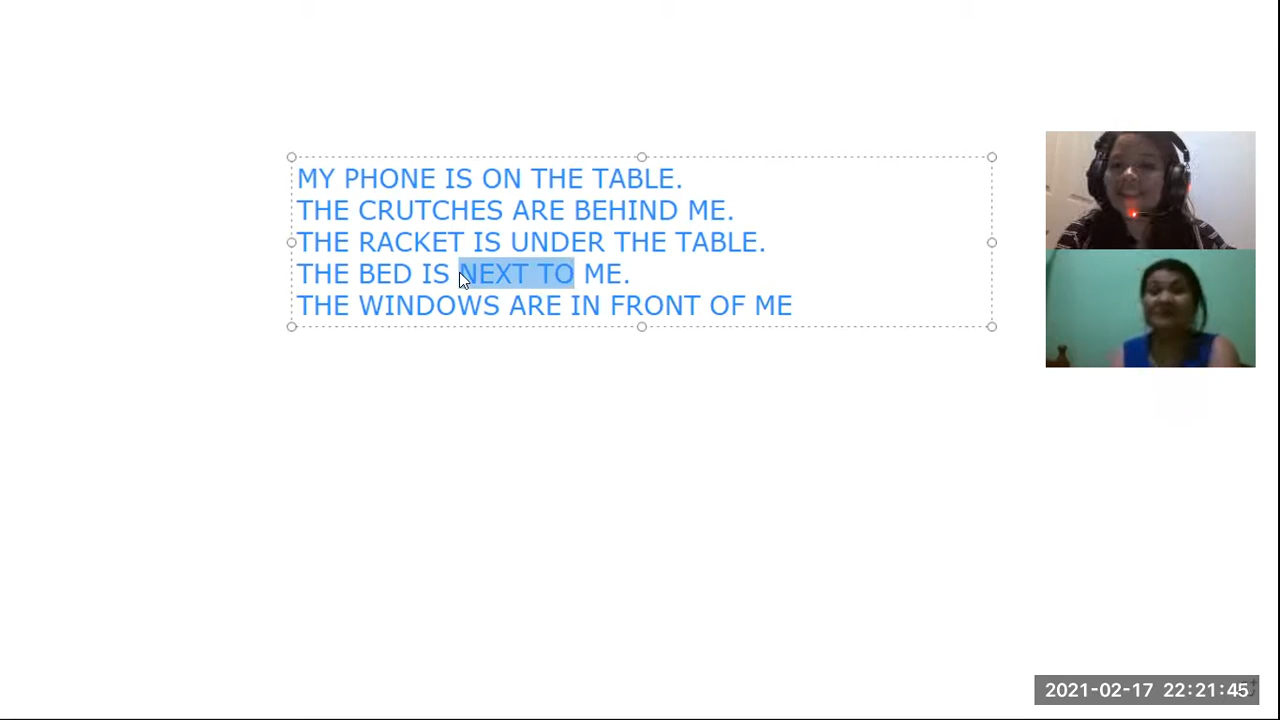 MY PHONE IS ON THE TABLE.
THE CRUTCHES ARE BEHIND ME.
THE RACKET IS UNDER THE TABLE.
THE BED IS NEXT TO ME.
THE WINDOWS ARE IN FRONT OF ME
2021-02-17 22:21:45